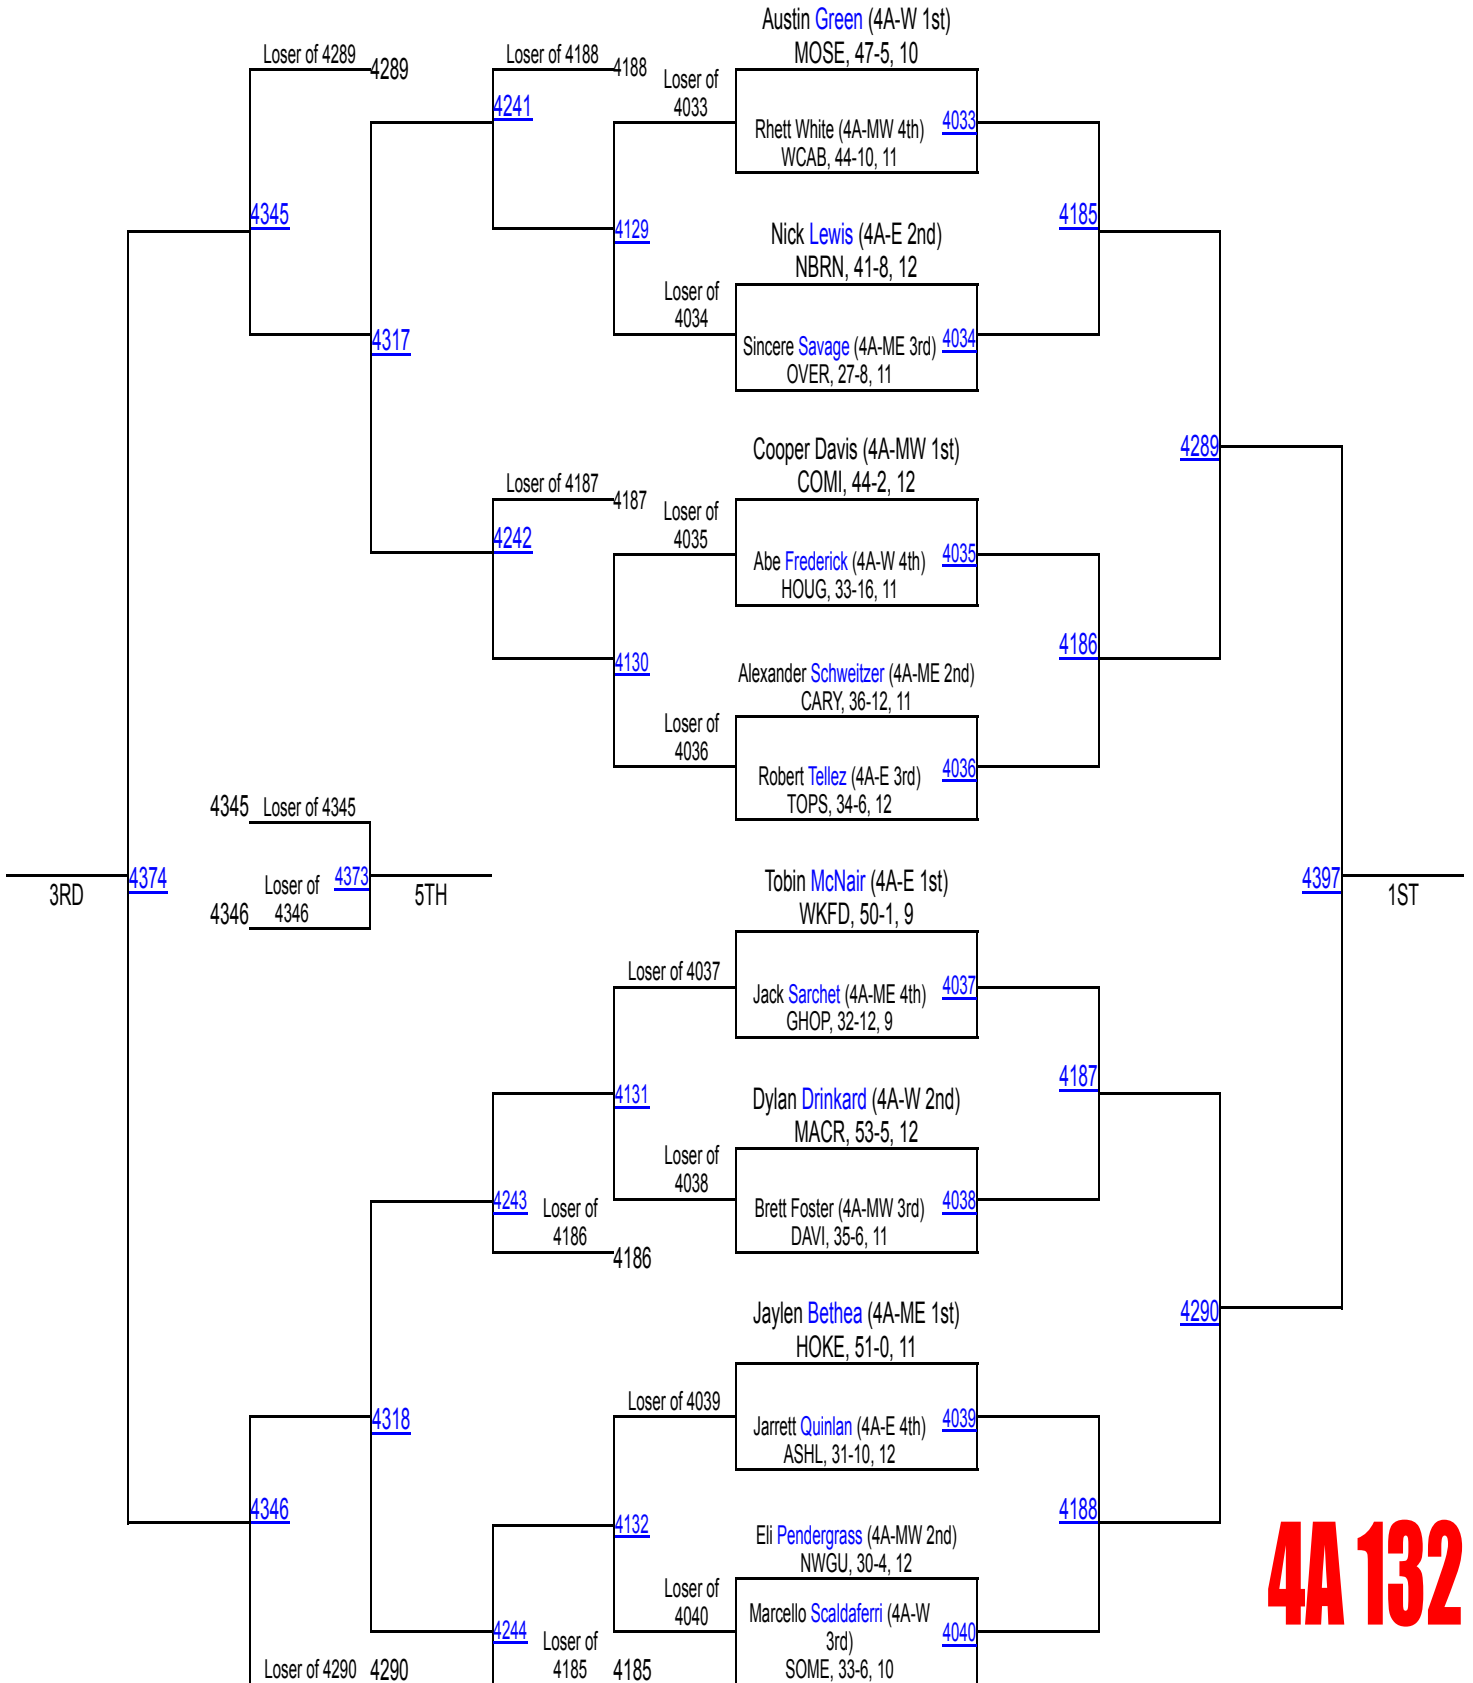 Austin Green (4A-W 1st)
MOSE, 47-5, 10
Loser of 4289
4289
Loser of 4188
4188
Loser of
4033
4241
Rhett White (4A-MW 4th)
WCAB, 44-10, 11
4033
4345
4129
4185
Nick Lewis (4A-E 2nd)
NBRN, 41-8, 12
Loser of
4034
4317
Sincere Savage (4A-ME 3rd)
OVER, 27-8, 11
4034
Cooper Davis (4A-MW 1st)
COMI, 44-2, 12
4289
Loser of 4187
4187
Loser of
4035
4242
Abe Frederick (4A-W 4th)
HOUG, 33-16, 11
4035
4130
4186
Alexander Schweitzer (4A-ME 2nd)
CARY, 36-12, 11
Loser of
4036
Robert Tellez (4A-E 3rd)
TOPS, 34-6, 12
4036
4345
Loser of 4345
3RD
4374
Loser of
4346
4346
4373
5TH
Tobin McNair (4A-E 1st)
WKFD, 50-1, 9
4397
1ST
Loser of 4037
Jack Sarchet (4A-ME 4th)
GHOP, 32-12, 9
4037
4131
4187
Dylan Drinkard (4A-W 2nd)
MACR, 53-5, 12
Loser of
4038
4243
Loser of
4186
4186
Brett Foster (4A-MW 3rd)
DAVI, 35-6, 11
4038
Jaylen Bethea (4A-ME 1st)
HOKE, 51-0, 11
4290
Loser of 4039
4318
Jarrett Quinlan (4A-E 4th)
ASHL, 31-10, 12
4039
4346
4132
4188
Eli Pendergrass (4A-MW 2nd)
NWGU, 30-4, 12
Loser of
4040
4244
Marcello Scaldaferri (4A-W
3rd)
SOME, 33-6, 10
4040
Loser of 4290
4290
Loser of
4185
4185
4A 132